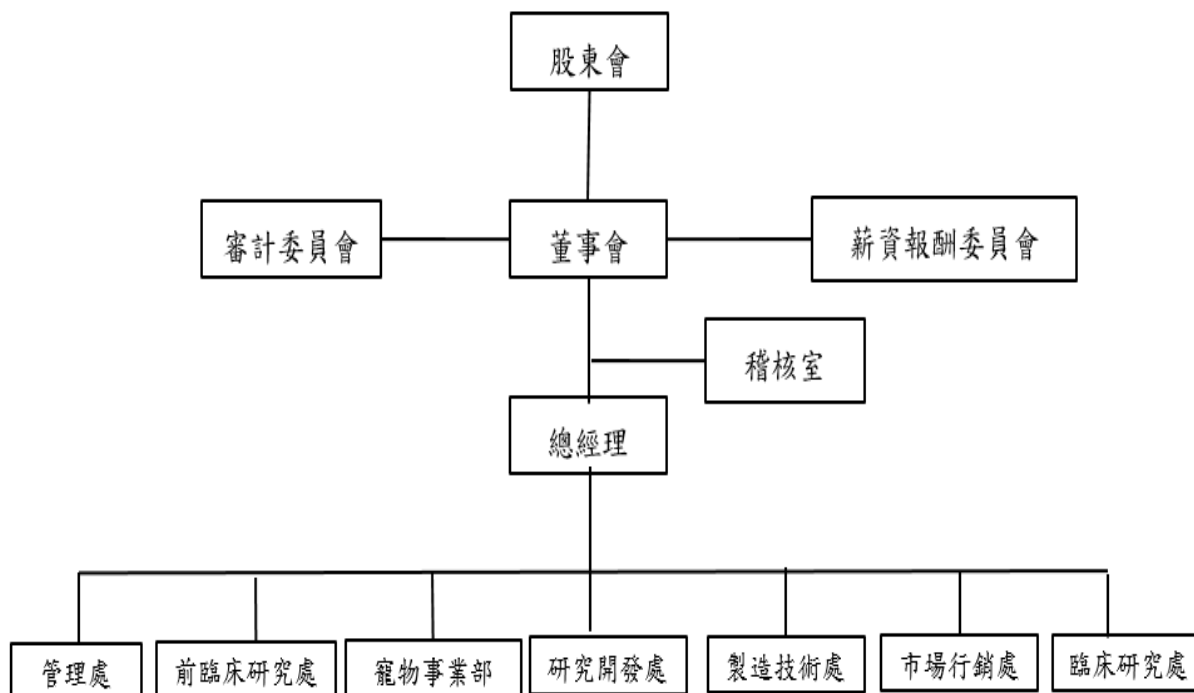 股東會
審計委員會
董事會
薪資報酬委員會
稽核室
總經理
管理處
前臨床研究處
寵物事業部
研究開發處
製造技術處
市場行銷處
臨床研究處